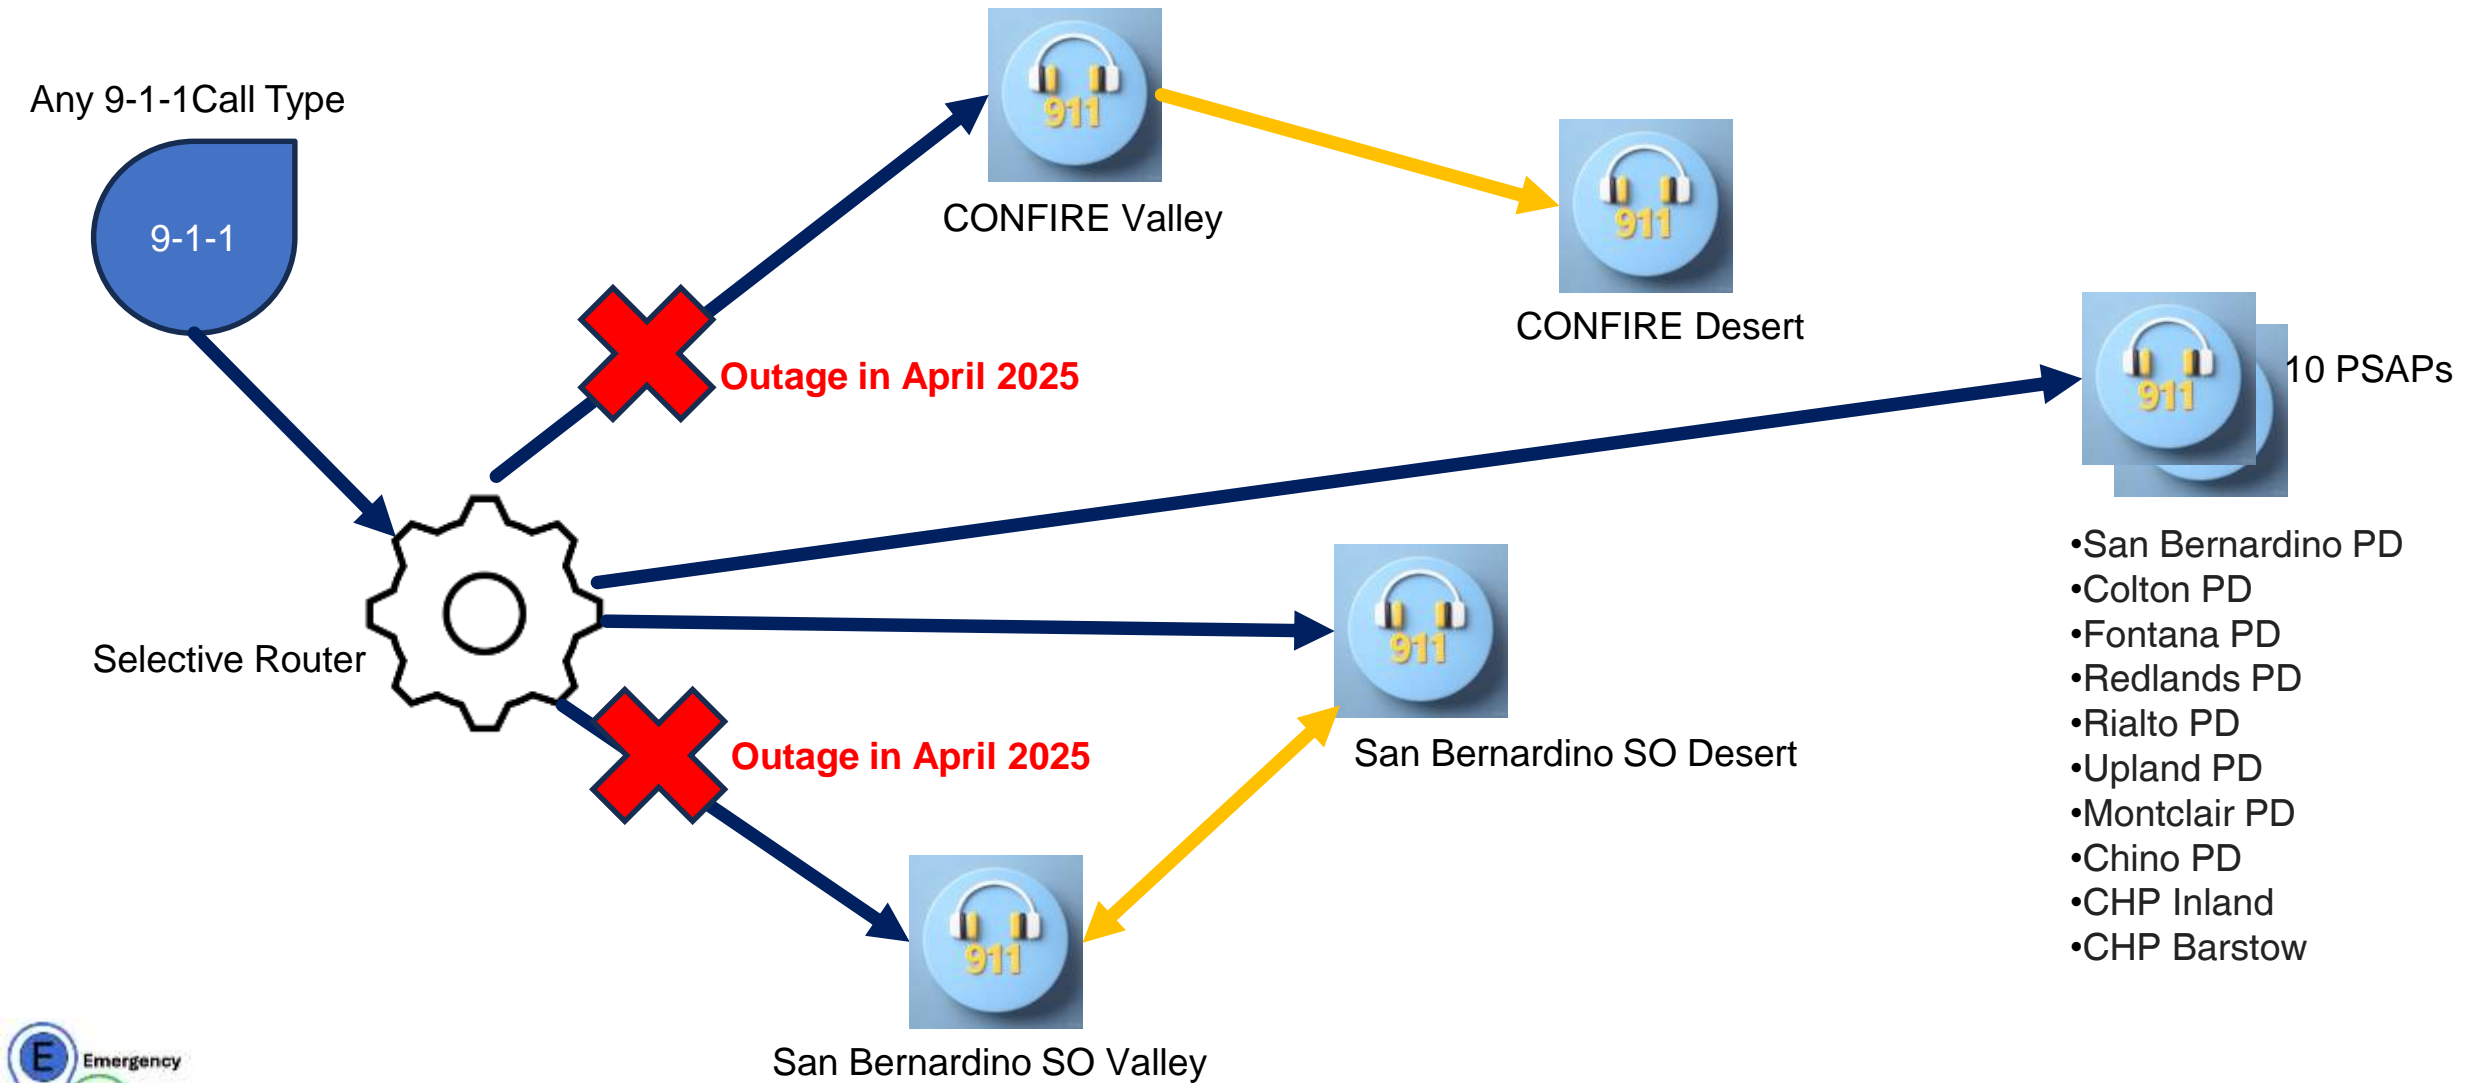 Any 9-1-1Call Type
9-1-1
911
CONFIRE Valley
911
CONFIRE Desert
Outage in April 2025
911
10 PSAPs
Selective Router
911
San Bernardino SO Desert
Outage in April 2025
911
San Bernardino SO Valley
•San Bernardino PD
•Colton PD
•Fontana PD
•Redlands PD
•Rialto PD
•Upland PD
•Montclair PD
•Chino PD
•CHP Inland
•CHP Barstow
E
Emergency